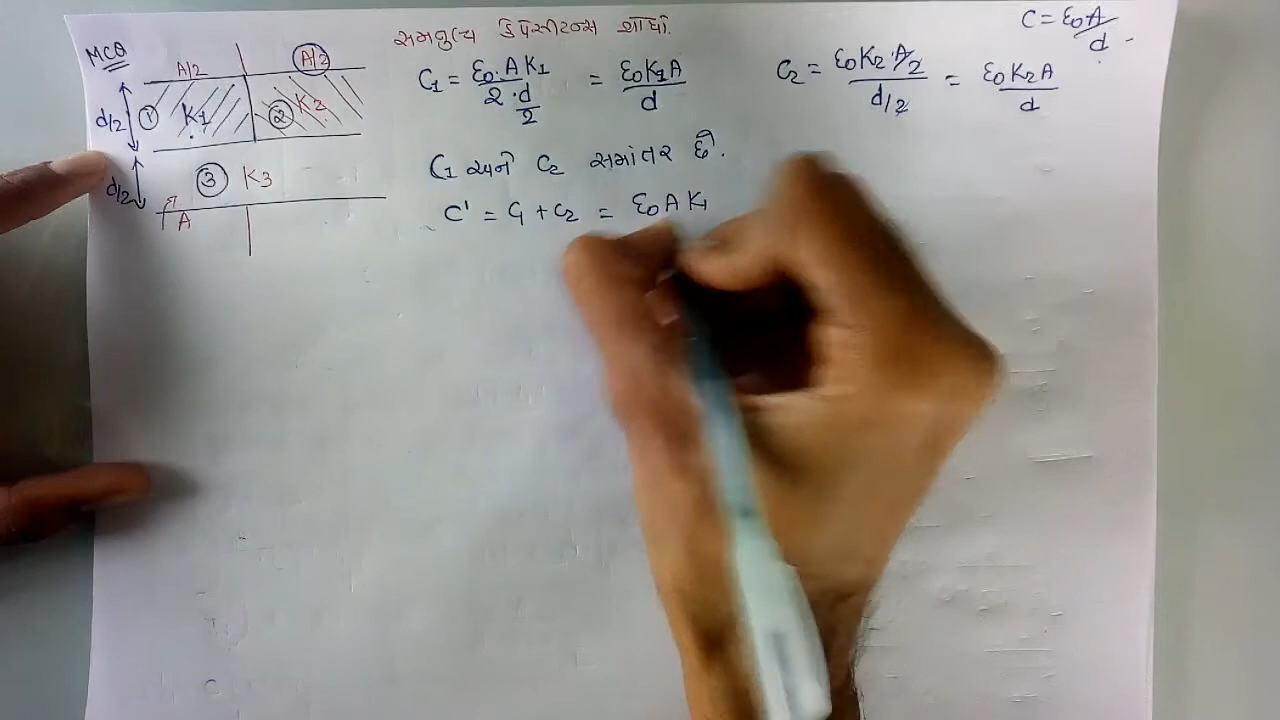 MCQ
A/2
A/2
d/2
① K1
② K2
d/2
③ K3
A
સમતુલ્ય કેપેસીટન્સ શોધો.
C = ε0A/d
C1 = ε0·AK1/2·d/2 = ε0K1A/d
C2 = ε0K2·A/2/d/2 = ε0K2A/d
C1 અને C2 સમાંતર છે.
C' = C1 + C2 = ε0AK1